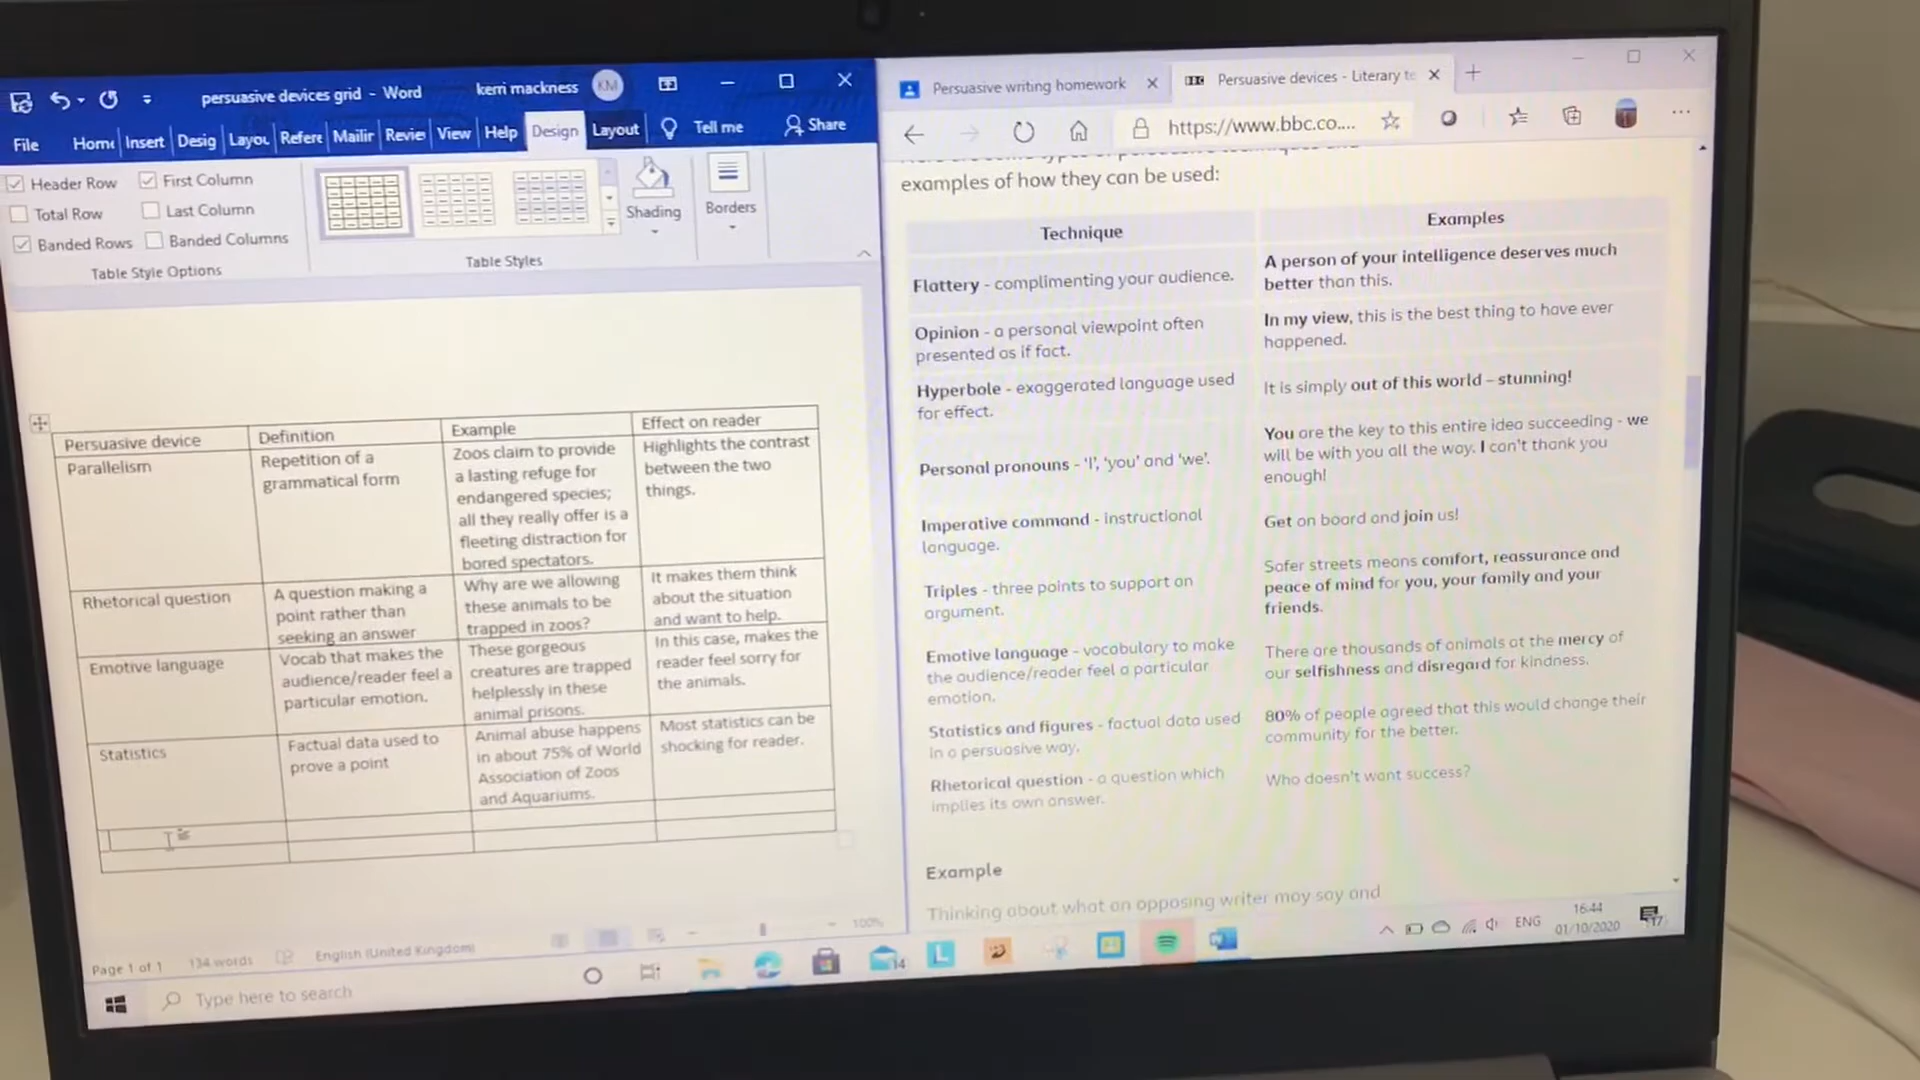 persuasive devices grid - Word
kerri mackness
KM
File
Insert
View
Help
Design
Layout
Tell me
Share
Header Row
First Column
Total Row
Last Column
Banded Rows
Banded Columns
Table Style Options
Table Styles
Shading
Borders
Persuasive device
Definition
Example
Effect on reader
Parallelism
Repetition of a
grammatical form
Zoos claim to provide
a lasting refuge for
endangered species;
all they really offer is a
fleeting distraction for
bored spectators.
Highlights the contrast
between the two
things.
Rhetorical question
A question making a
point rather than
seeking an answer
Why are we allowing
these animals to be
trapped in zoos?
It makes them think
about the situation
and want to help.
Emotive language
Vocab that makes the
audience/reader feel a
particular emotion.
These gorgeous
creatures are trapped
helplessly in these
animal prisons.
In this case, makes the
reader feel sorry for
the animals.
Statistics
Factual data used to
prove a point
Animal abuse happens
in about 75% of World
Association of Zoos
and Aquariums.
Most statistics can be
shocking for reader.
Page 1 of 1
134 words
English (United Kingdom)
100%
Type here to search
Persuasive writing homework
BBC
Persuasive devices - Literary te
https://www.bbc.co....
examples of how they can be used:
Technique
Examples
Flattery - complimenting your audience.
A person of your intelligence deserves much
better than this.
Opinion - a personal viewpoint often
presented as if fact.
In my view, this is the best thing to have ever
happened.
Hyperbole - exaggerated language used
for effect.
It is simply out of this world – stunning!
Personal pronouns - 'I', 'you' and 'we'.
You are the key to this entire idea succeeding - we
will be with you all the way. I can't thank you
enough!
Imperative command - instructional
language.
Get on board and join us!
Triples - three points to support an
argument.
Safer streets means comfort, reassurance and
peace of mind for you, your family and your
friends.
Emotive language - vocabulary to make
the audience/reader feel a particular
emotion.
There are thousands of animals at the mercy of
our selfishness and disregard for kindness.
Statistics and figures - factual data used
in a persuasive way.
80% of people agreed that this would change their
community for the better.
Rhetorical question - a question which
implies its own answer.
Who doesn't want success?
Example
Thinking about what an opposing writer may say and
14
L
ENG
16:44
01/10/2020
17